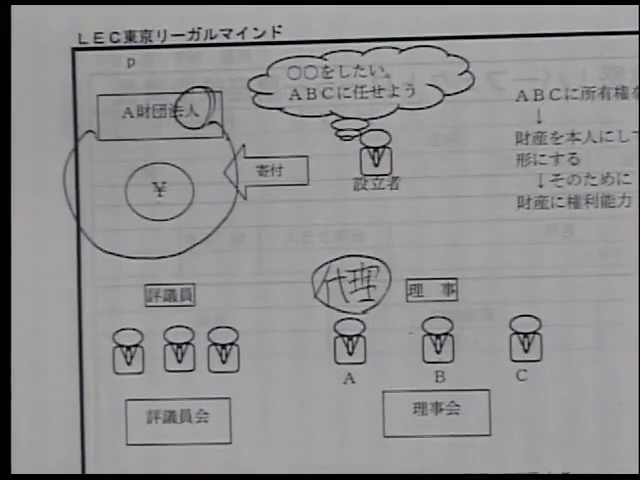 LEC東京リーガルマインド
p
○○をしたい。
ABCに任せよう
A財団法人
¥
寄付
設立者
ABCに所有権を
↓
財産を本人にし
形にする
↓そのために
財産に権利能力
評議員
代理
理 事
A
B
C
評議員会
理事会